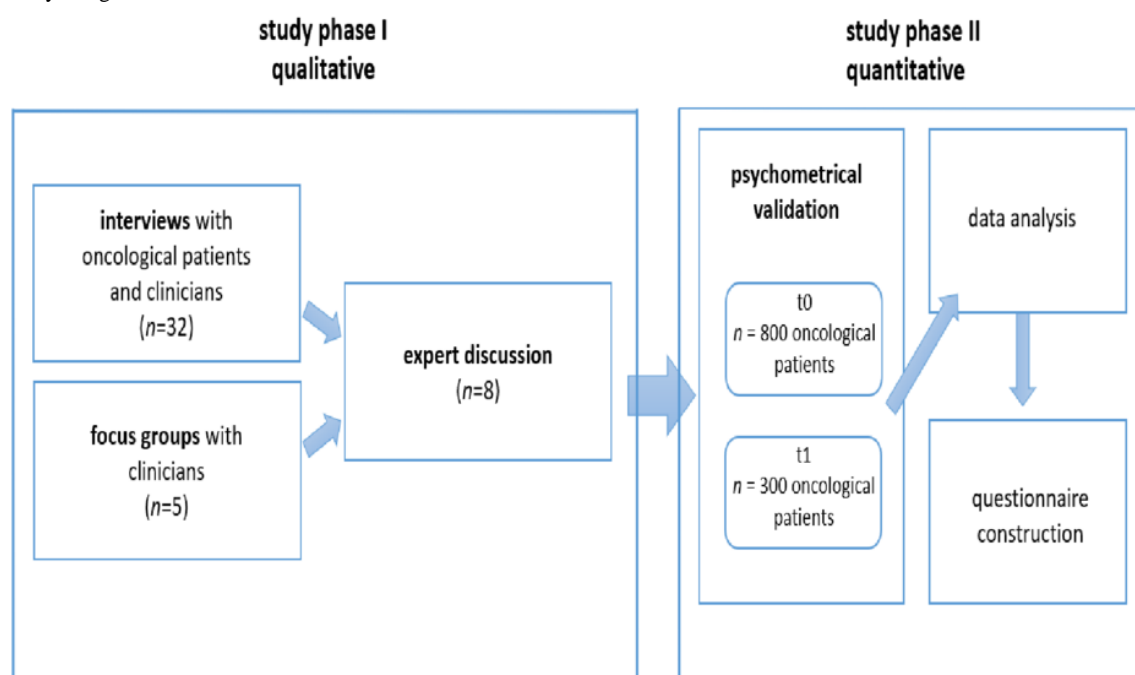 study phase I
qualitative
interviews with
oncological patients
and clinicians
(n=32)
focus groups with
clinicians
(n=5)
expert discussion
(n=8)
study phase II
quantitative
psychometrical
validation
t0
n = 800 oncological
patients
t1
n = 300 oncological
patients
data analysis
questionnaire
construction